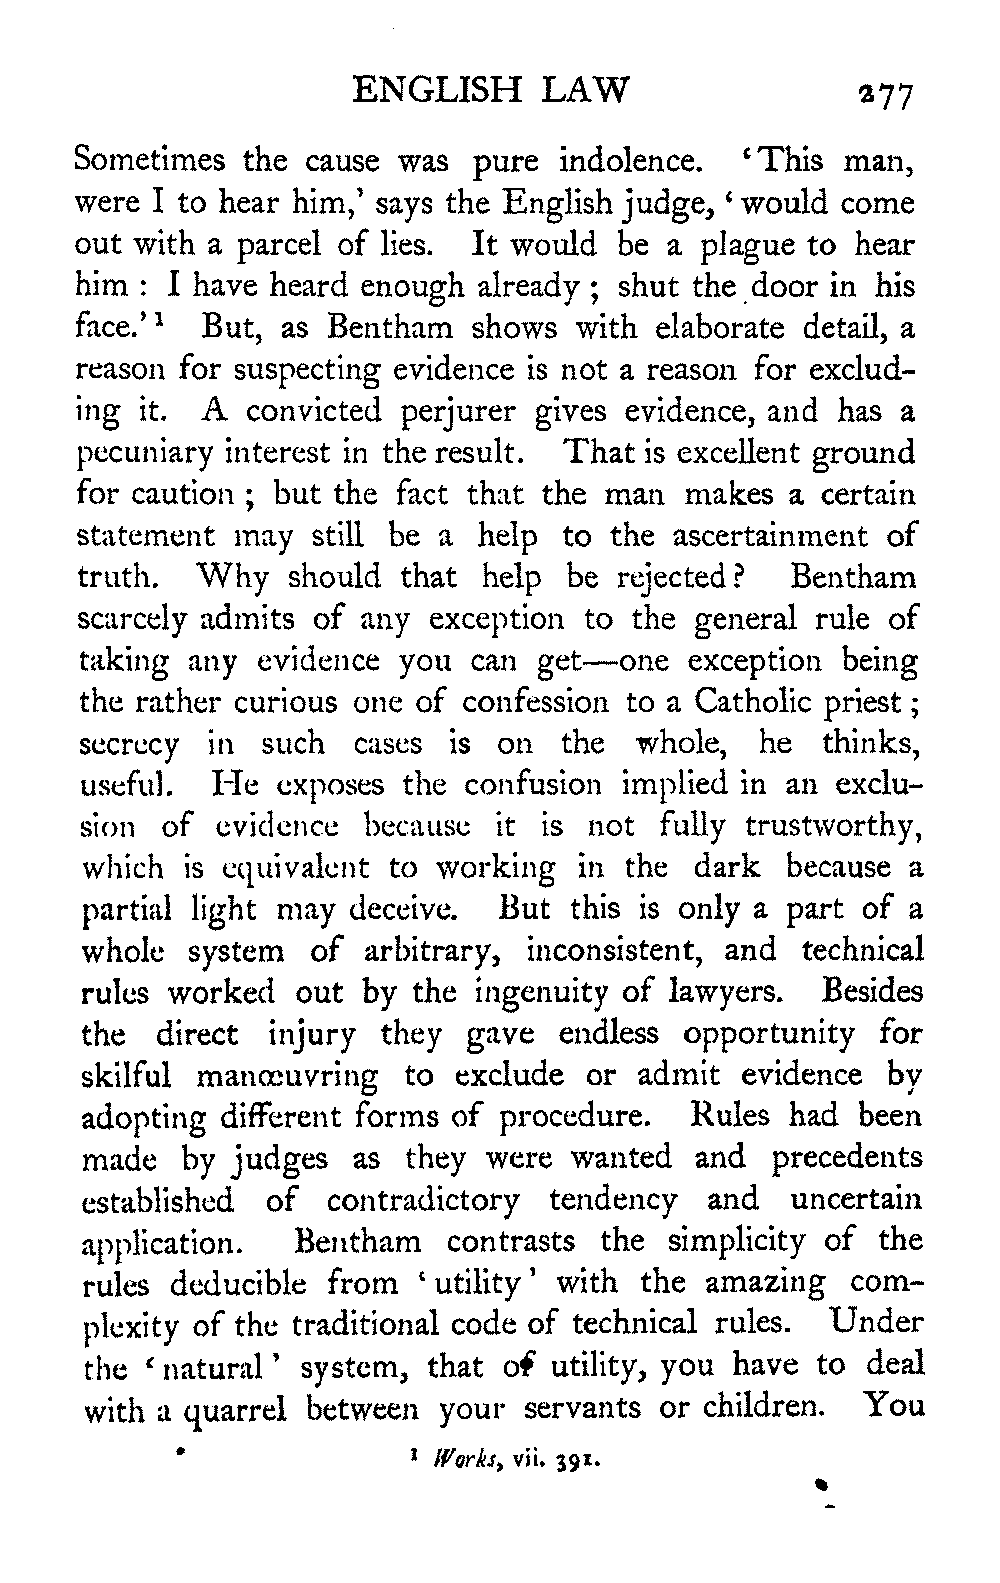 ENGLISH LAW 277
Sometimes the cause was pure indolence. ‘This man,
were I to hear him,’ says the English judge, ‘would come
out with a parcel of lies. It would be a plague to hear
him : I have heard enough already ; shut the door in his
face.’¹ But, as Bentham shows with elaborate detail, a
reason for suspecting evidence is not a reason for exclud-
ing it. A convicted perjurer gives evidence, and has a
pecuniary interest in the result. That is excellent ground
for caution ; but the fact that the man makes a certain
statement may still be a help to the ascertainment of
truth. Why should that help be rejected? Bentham
scarcely admits of any exception to the general rule of
taking any evidence you can get—one exception being
the rather curious one of confession to a Catholic priest ;
secrecy in such cases is on the whole, he thinks,
useful. He exposes the confusion implied in an exclu-
sion of evidence because it is not fully trustworthy,
which is equivalent to working in the dark because a
partial light may deceive. But this is only a part of a
whole system of arbitrary, inconsistent, and technical
rules worked out by the ingenuity of lawyers. Besides
the direct injury they gave endless opportunity for
skilful manœuvring to exclude or admit evidence by
adopting different forms of procedure. Rules had been
made by judges as they were wanted and precedents
established of contradictory tendency and uncertain
application. Bentham contrasts the simplicity of the
rules deducible from ‘utility’ with the amazing com-
plexity of the traditional code of technical rules. Under
the ‘natural’ system, that of utility, you have to deal
with a quarrel between your servants or children. You
¹ Works, vii. 391.